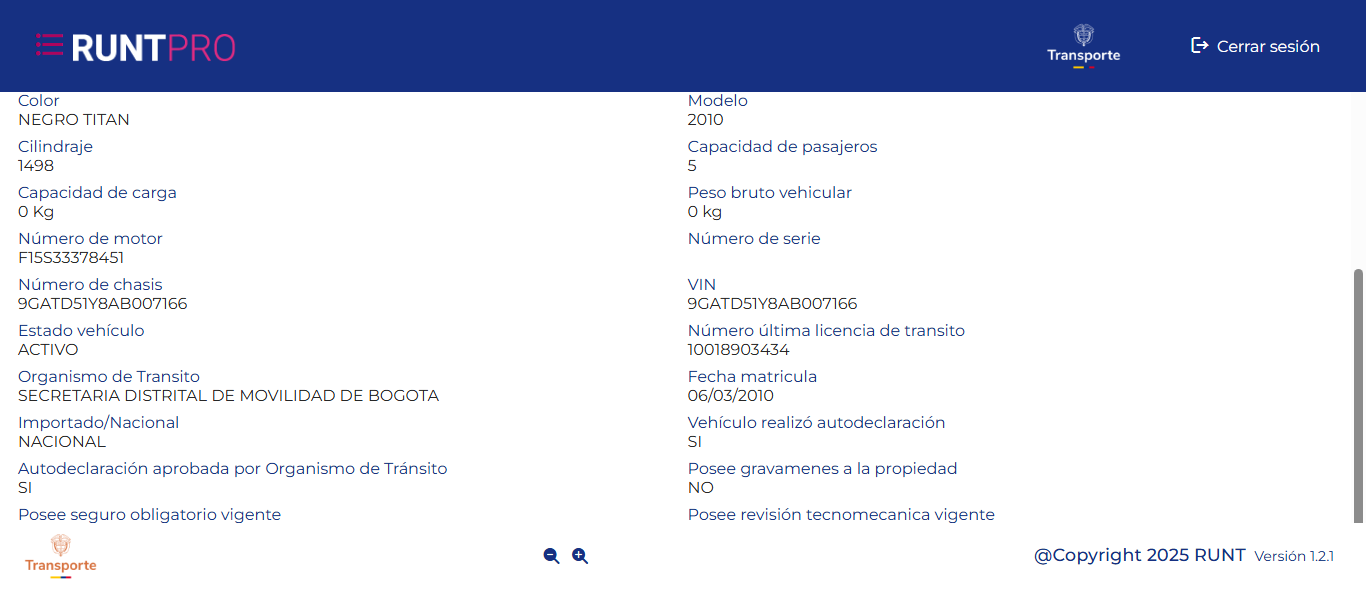 RUNTPRO
Transporte
Cerrar sesión
Color
NEGRO TITAN
Modelo
2010
Cilindraje
1498
Capacidad de pasajeros
5
Capacidad de carga
0 Kg
Peso bruto vehicular
0 kg
Número de motor
F15S33378451
Número de serie
Número de chasis
9GATD51Y8AB007166
VIN
9GATD51Y8AB007166
Estado vehículo
ACTIVO
Número última licencia de transito
10018903434
Organismo de Transito
SECRETARIA DISTRITAL DE MOVILIDAD DE BOGOTA
Fecha matricula
06/03/2010
Importado/Nacional
NACIONAL
Vehículo realizó autodeclaración
SI
Autodeclaración aprobada por Organismo de Tránsito
SI
Posee gravamenes a la propiedad
NO
Posee seguro obligatorio vigente
Posee revisión tecnomecanica vigente
Transporte
@Copyright 2025 RUNT Versión 1.2.1